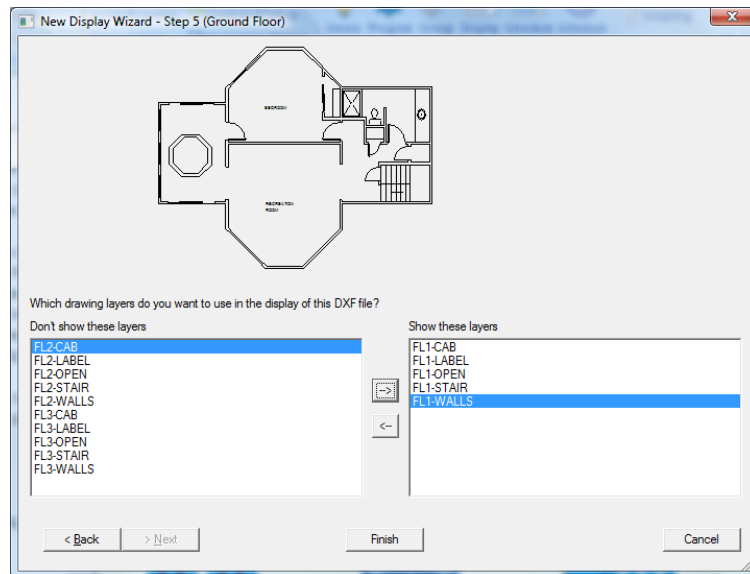 New Display Wizard - Step 5 (Ground Floor)
BEDROOM
RECREATION
ROOM
Which drawing layers do you want to use in the display of this DXF file?
Don't show these layers
Show these layers
FL2-CAB
FL2-LABEL
FL2-OPEN
FL2-STAIR
FL2-WALLS
FL3-CAB
FL3-LABEL
FL3-OPEN
FL3-STAIR
FL3-WALLS
-->
<--
FL1-CAB
FL1-LABEL
FL1-OPEN
FL1-STAIR
FL1-WALLS
< Back
> Next
Finish
Cancel